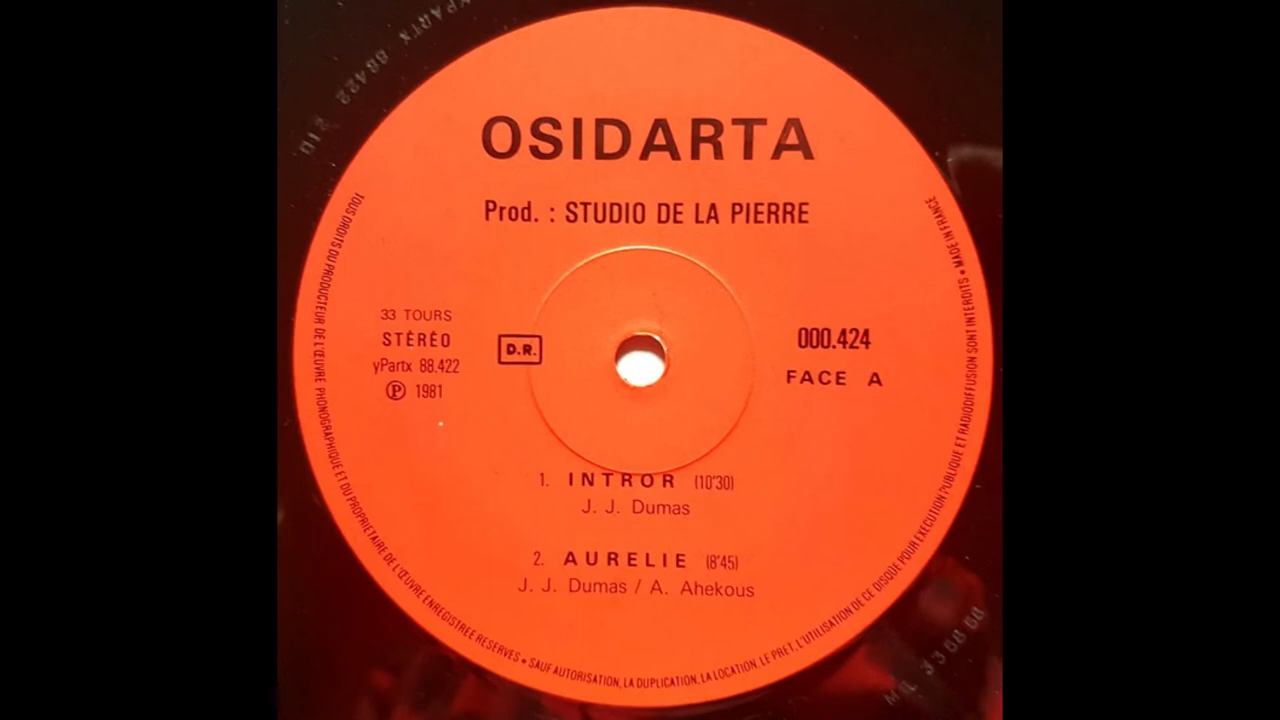 YPARTX 88422 21D
OSIDARTA
Prod. : STUDIO DE LA PIERRE
33 TOURS
STÉRÉO
yPartx 88.422
Ⓟ 1981
D.R.
000.424
FACE A
1. INTROR (10'30)
J. J. Dumas
2. AURELIE (8'45)
J. J. Dumas / A. Ahekous
TOUS DROITS DU PRODUCTEUR DE L'ŒUVRE PHONOGRAPHIQUE ET DU PROPRIETAIRE DE L'ŒUVRE ENREGISTREE RESERVES • SAUF AUTORISATION, LA DUPLICATION, LA LOCATION, LE PRET, L'UTILISATION DE CE DISQUE POUR EXECUTION PUBLIQUE ET RADIODIFFUSION SONT INTERDITS • MADE IN FRANCE